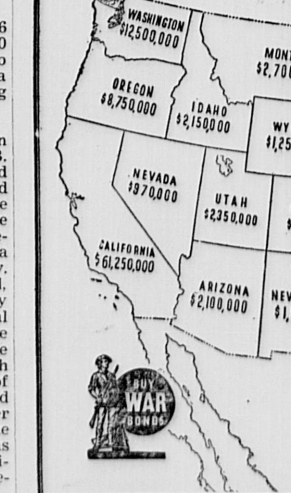 WASHINGTON
$12,500,000
MON
$2,70
OREGON
$8,750,000
IDAHO
$2,150,000
WY
$1,25
NEVADA
$970,000
UTAH
$2,350,000
CALIFORNIA
$61,250,000
ARIZONA
$2,100,000
NEV
$1,
BUY
WAR
BONDS